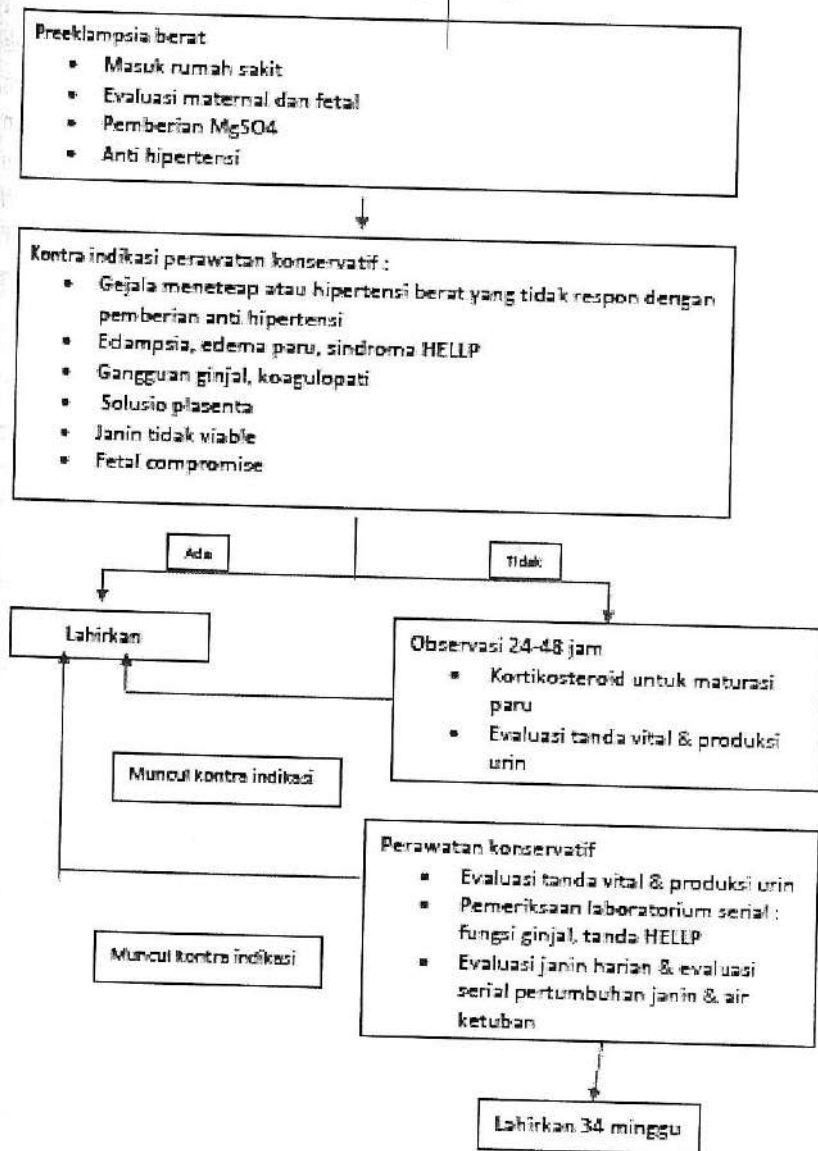 Preeklampsia berat
• Masuk rumah sakit
• Evaluasi maternal dan fetal
• Pemberian MgSO4
• Anti hipertensi
Kontra indikasi perawatan konservatif :
• Gejala meneteap atau hipertensi berat yang tidak respon dengan
pemberian anti hipertensi
• Edampsia, edema paru, sindroma HELLP
• Gangguan ginjal, koagulopati
• Solusio plasenta
• Janin tidak viable
• Fetal compromise
Ada
Tidak
Lahirkan
Observasi 24-48 jam
• Kortikosteroid untuk maturasi
paru
• Evaluasi tanda vital & produksi
urin
Muncul kontra indikasi
Perawatan konservatif
• Evaluasi tanda vital & produksi urin
• Pemeriksaan laboratorium serial :
fungsi ginjal, tanda HELLP
• Evaluasi janin harian & evaluasi
serial pertumbuhan janin & air
ketuban
Muncul kontra indikasi
Lahirkan 34 minggu